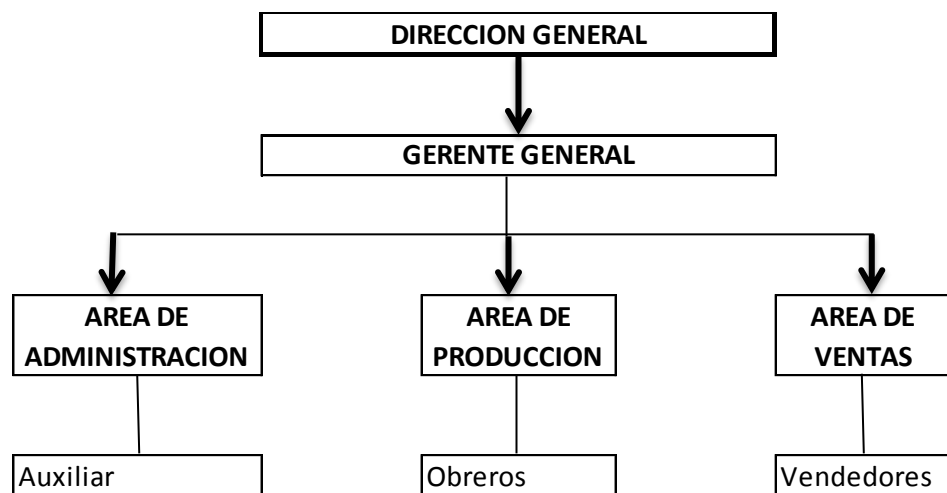 DIRECCION GENERAL
GERENTE GENERAL
AREA DE
ADMINISTRACION
AREA DE
PRODUCCION
AREA DE
VENTAS
Auxiliar
Obreros
Vendedores